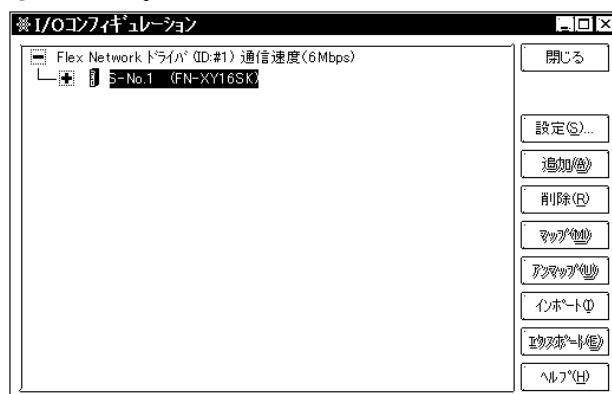 I/Oコンフィギュレーション
Flex Network ドライバ (ID:#1) 通信速度(6Mbps)
S-No.1 (FN-XY16SK)
閉じる
設定(S)...
追加(A)
削除(R)
マップ(M)
アンマップ(U)
インポート(I)
エクスポート(E)
ヘルプ(H)